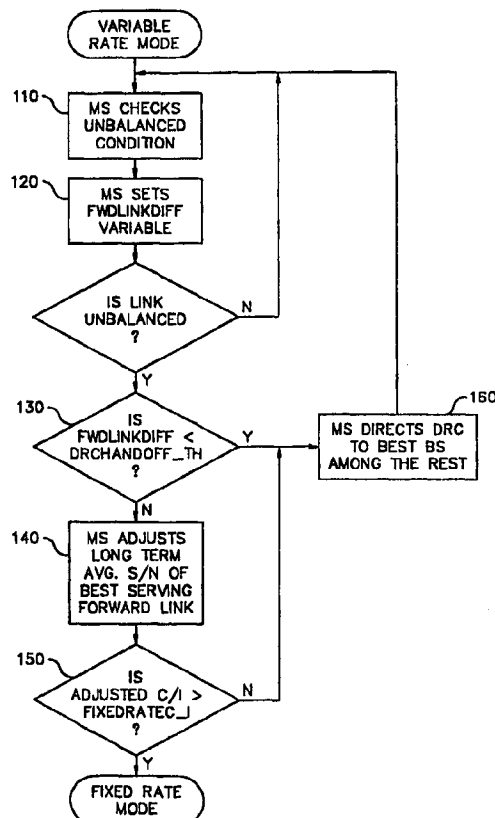 VARIABLE
RATE MODE
110
MS CHECKS
UNBALANCED
CONDITION
120
MS SETS
FWDLINKDIFF
VARIABLE
IS LINK
UNBALANCED
?
N
Y
130
IS
FWDLINKDIFF <
DRCHANDOFF_TH
?
Y
N
160
MS DIRECTS DRC
TO BEST BS
AMONG THE REST
140
MS ADJUSTS
LONG TERM
AVG. S/N OF
BEST SERVING
FORWARD LINK
150
IS
ADJUSTED C/I >
FIXEDRATEC_I
?
N
Y
FIXED RATE
MODE